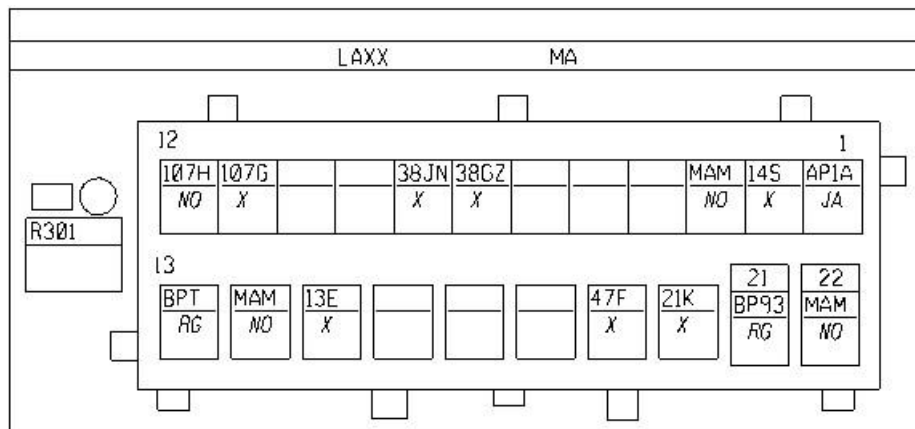 LAXX MA
12 1
107H 107G 38JN 38GZ MAM 14S AP1A
NO X X X NO X JA
R301
13 21 22
BPT MAM 13E 47F 21K BP93 MAM
RG NO X X X RG NO